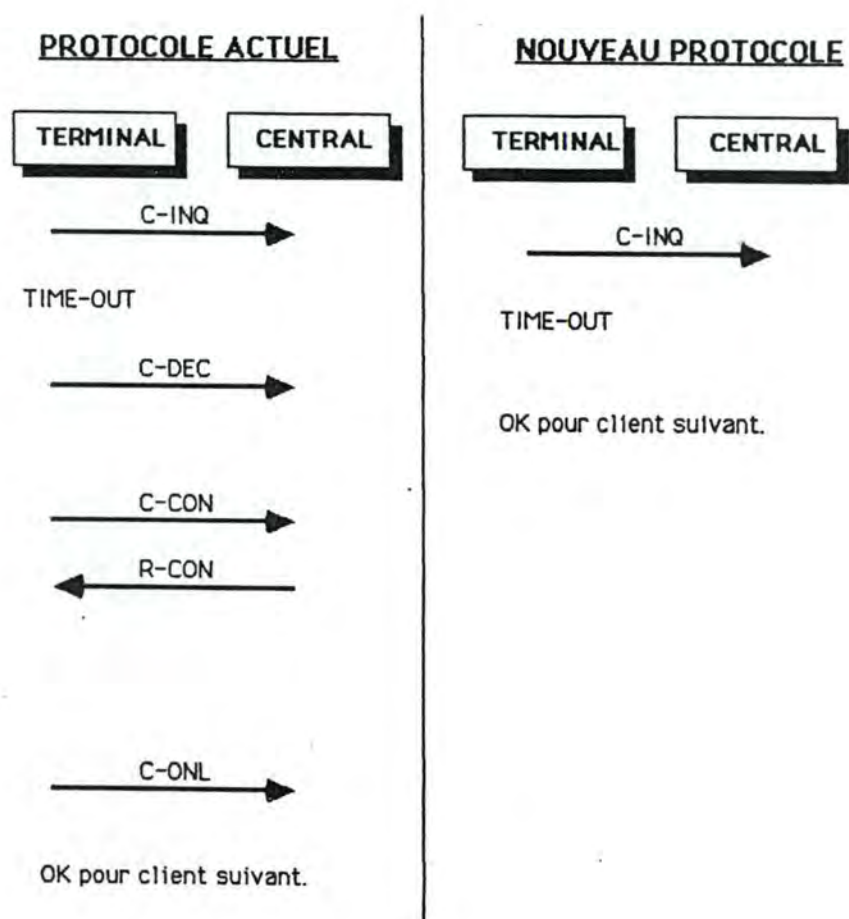 PROTOCOLE ACTUEL
TERMINAL
CENTRAL
C-INQ
TIME-OUT
C-DEC
C-CON
R-CON
C-ONL
OK pour client suivant.
NOUVEAU PROTOCOLE
TERMINAL
CENTRAL
C-INQ
TIME-OUT
OK pour client suivant.